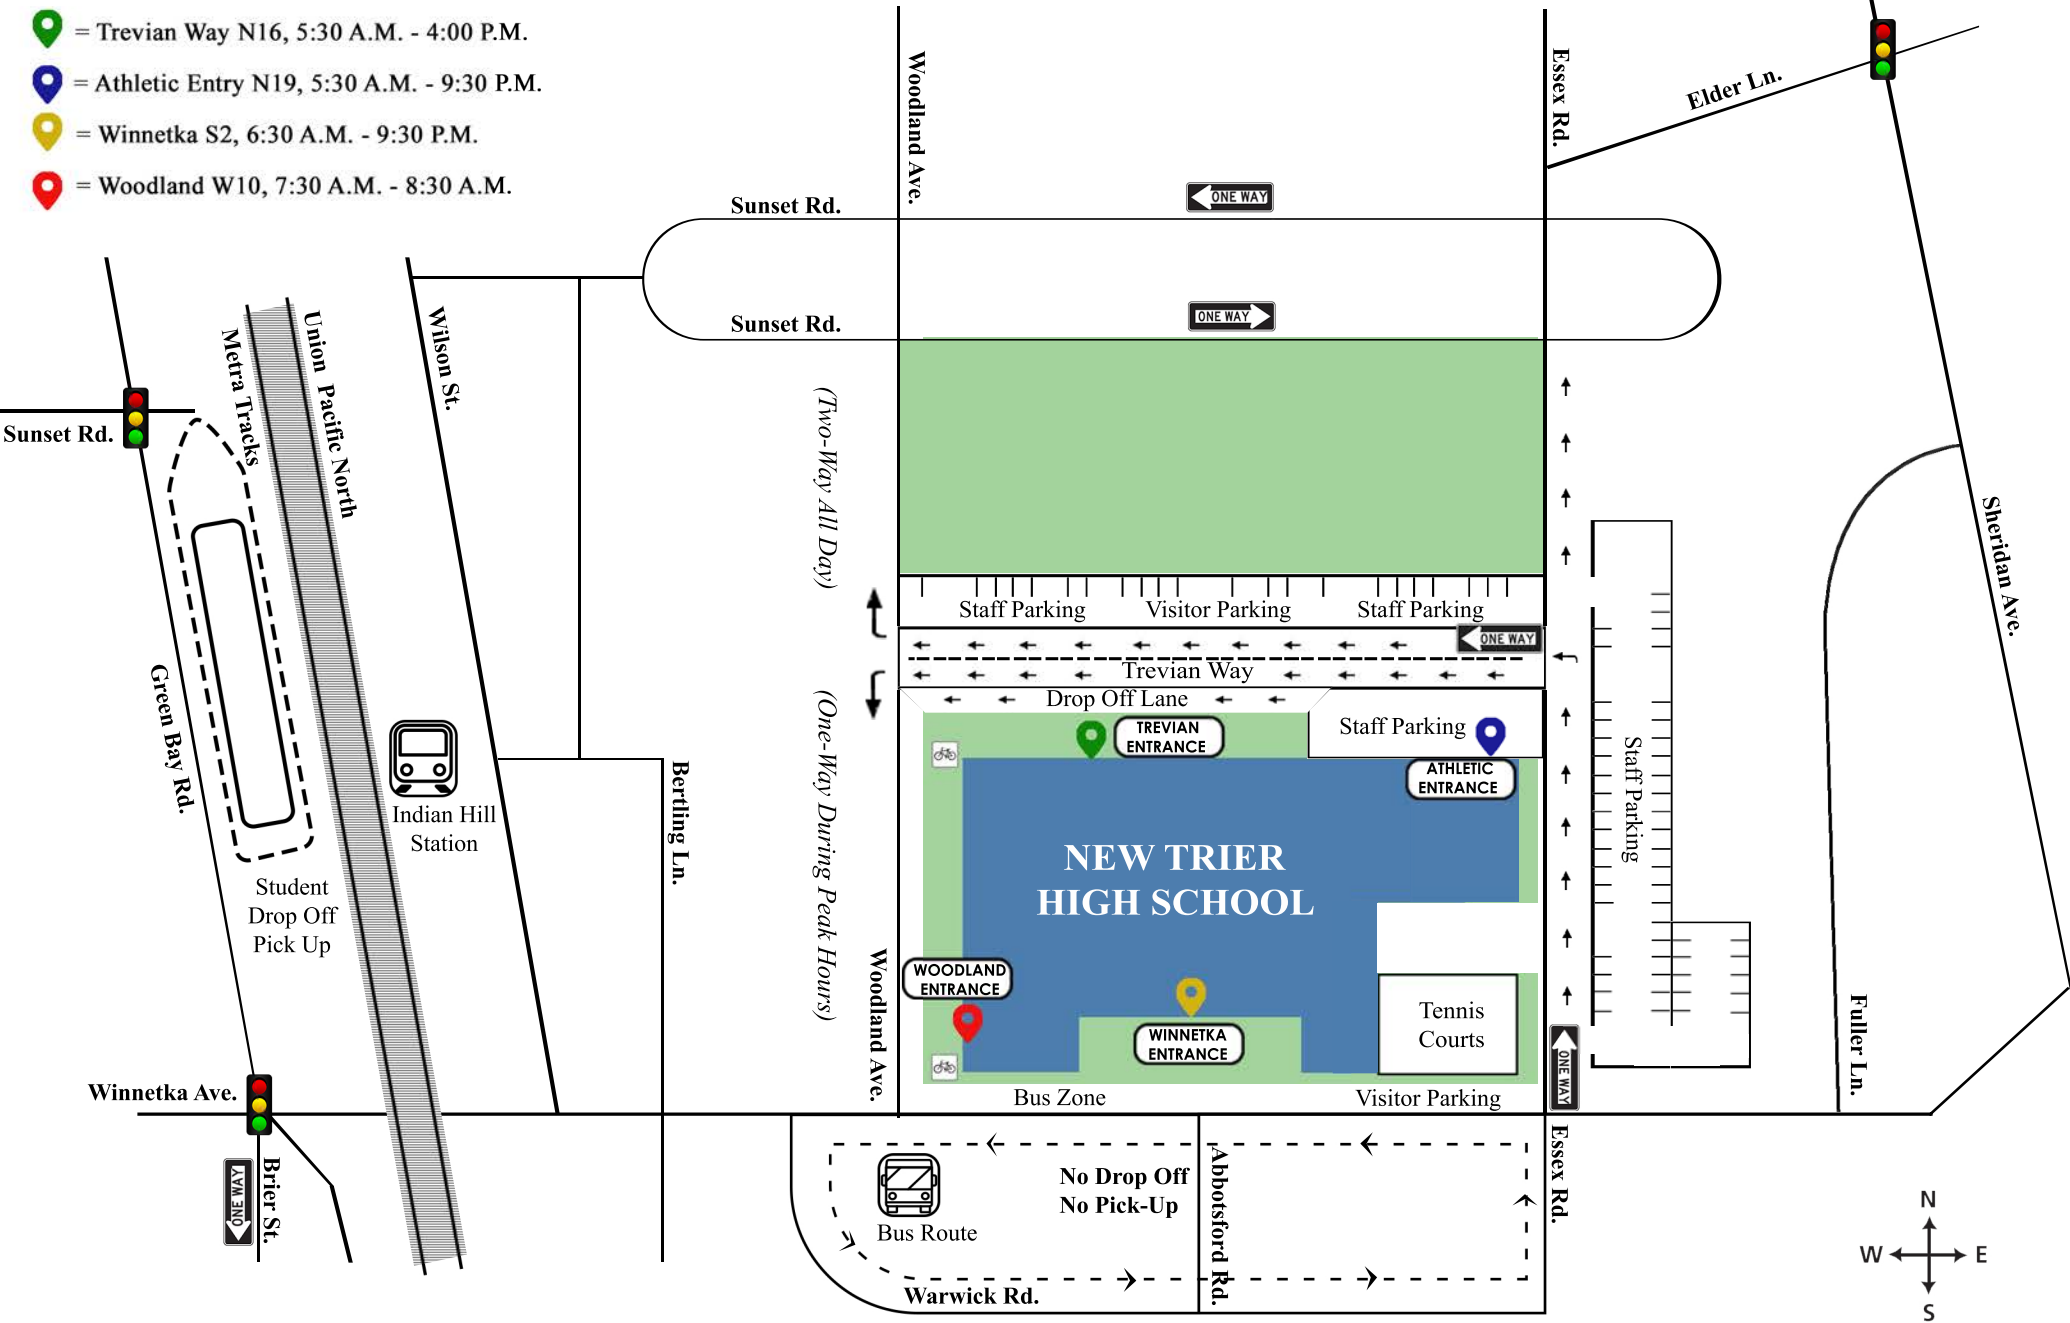 = Trevian Way N16, 5:30 A.M. - 4:00 P.M.
= Athletic Entry N19, 5:30 A.M. - 9:30 P.M.
= Winnetka S2, 6:30 A.M. - 9:30 P.M.
= Woodland W10, 7:30 A.M. - 8:30 A.M.
Woodland Ave.
Essex Rd.
Elder Ln.
Sunset Rd.
ONE WAY
Sunset Rd.
ONE WAY
Sunset Rd.
Metra Tracks
Union Pacific North
Wilson St.
(Two-Way All Day)
Sheridan Ave.
Staff Parking
Visitor Parking
Staff Parking
ONE WAY
Trevian Way
Drop Off Lane
Staff Parking
TREVIAN
ENTRANCE
ATHLETIC
ENTRANCE
Green Bay Rd.
Indian Hill
Station
Bertling Ln.
(One-Way During Peak Hours)
Staff Parking
NEW TRIER
HIGH SCHOOL
Student
Drop Off
Pick Up
WOODLAND
ENTRANCE
Woodland Ave.
WINNETKA
ENTRANCE
Tennis
Courts
ONE WAY
Fuller Ln.
Winnetka Ave.
Bus Zone
Visitor Parking
ONE WAY
Brier St.
Bus Route
No Drop Off
No Pick-Up
Abbotsford Rd.
Essex Rd.
Warwick Rd.
N
W
E
S